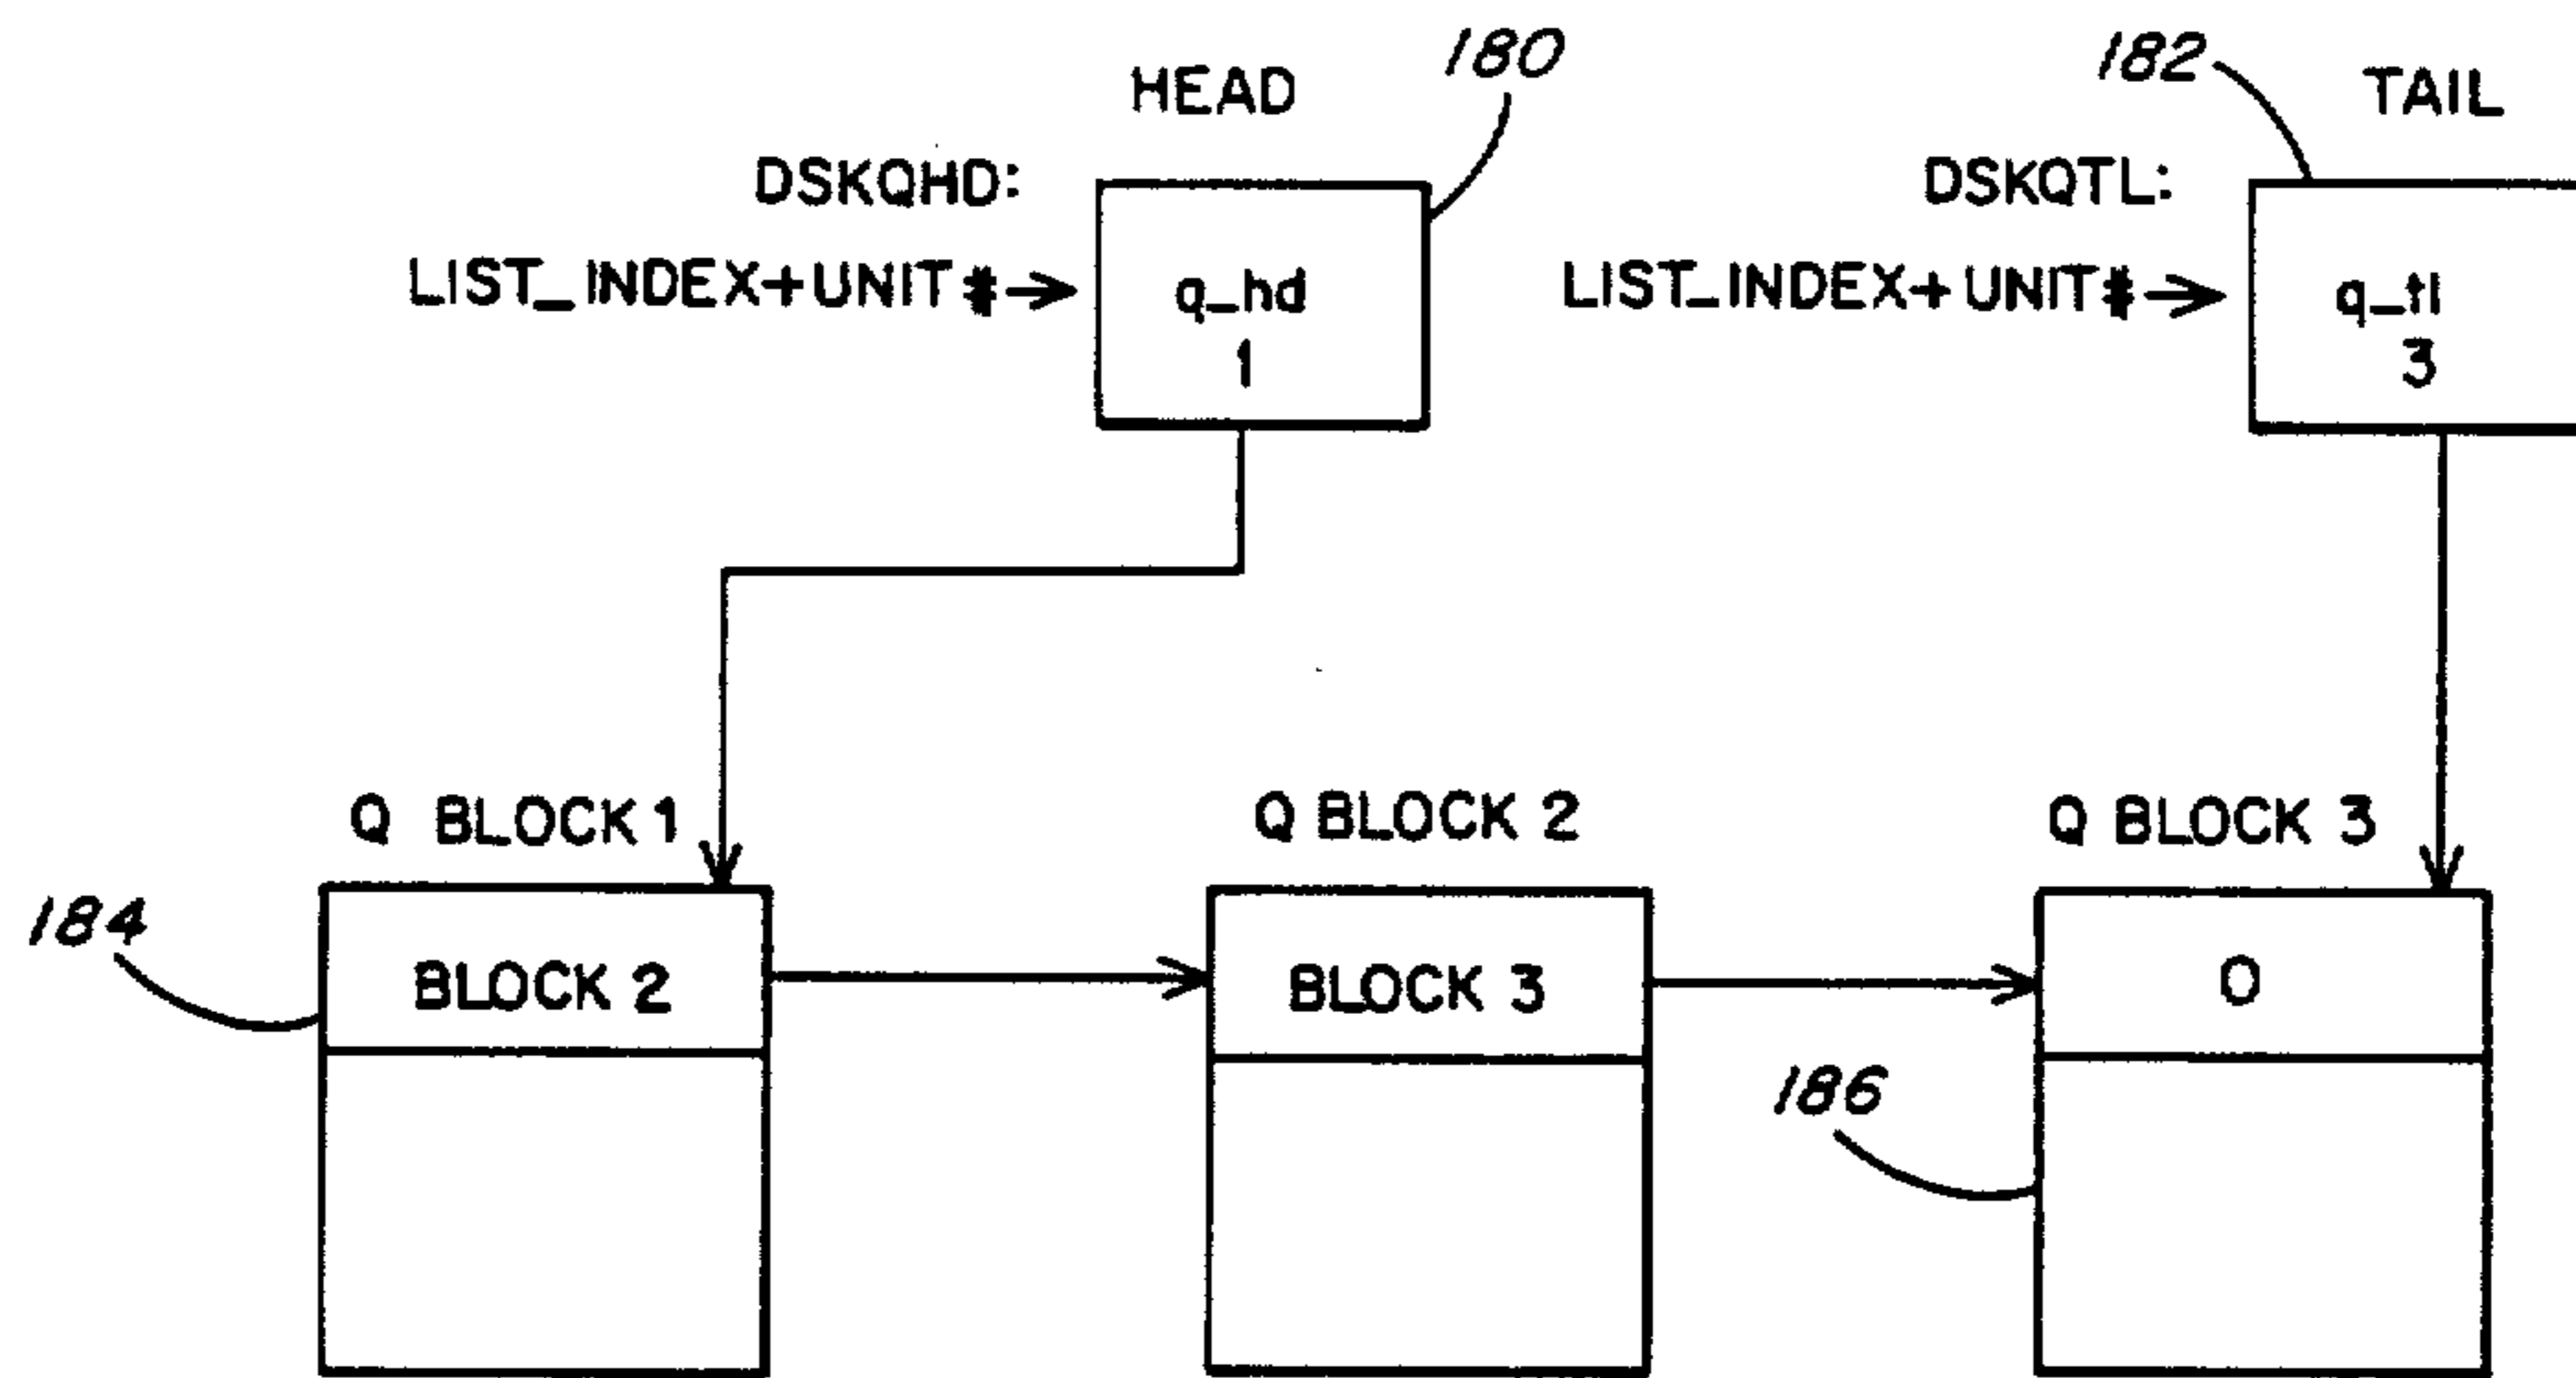 180
182
HEAD
TAIL
DSKQHD:
DSKQTL:
LIST_INDEX+UNIT#
q_hd
1
LIST_INDEX+UNIT#
q_tl
3
Q BLOCK 1
Q BLOCK 2
Q BLOCK 3
184
BLOCK 2
BLOCK 3
0
186